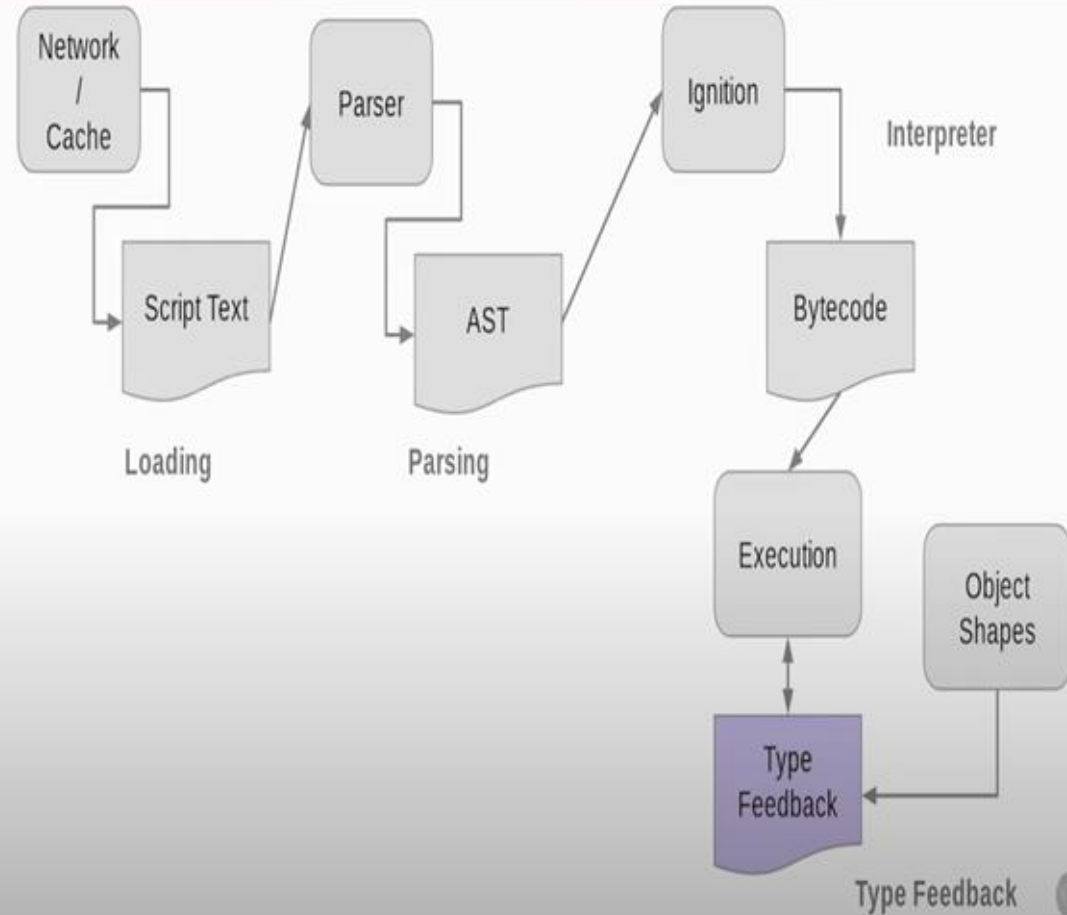 Network
/
Cache
Parser
Ignition
Interpreter
Script Text
AST
Bytecode
Loading
Parsing
Execution
Object
Shapes
Type
Feedback
Type Feedback